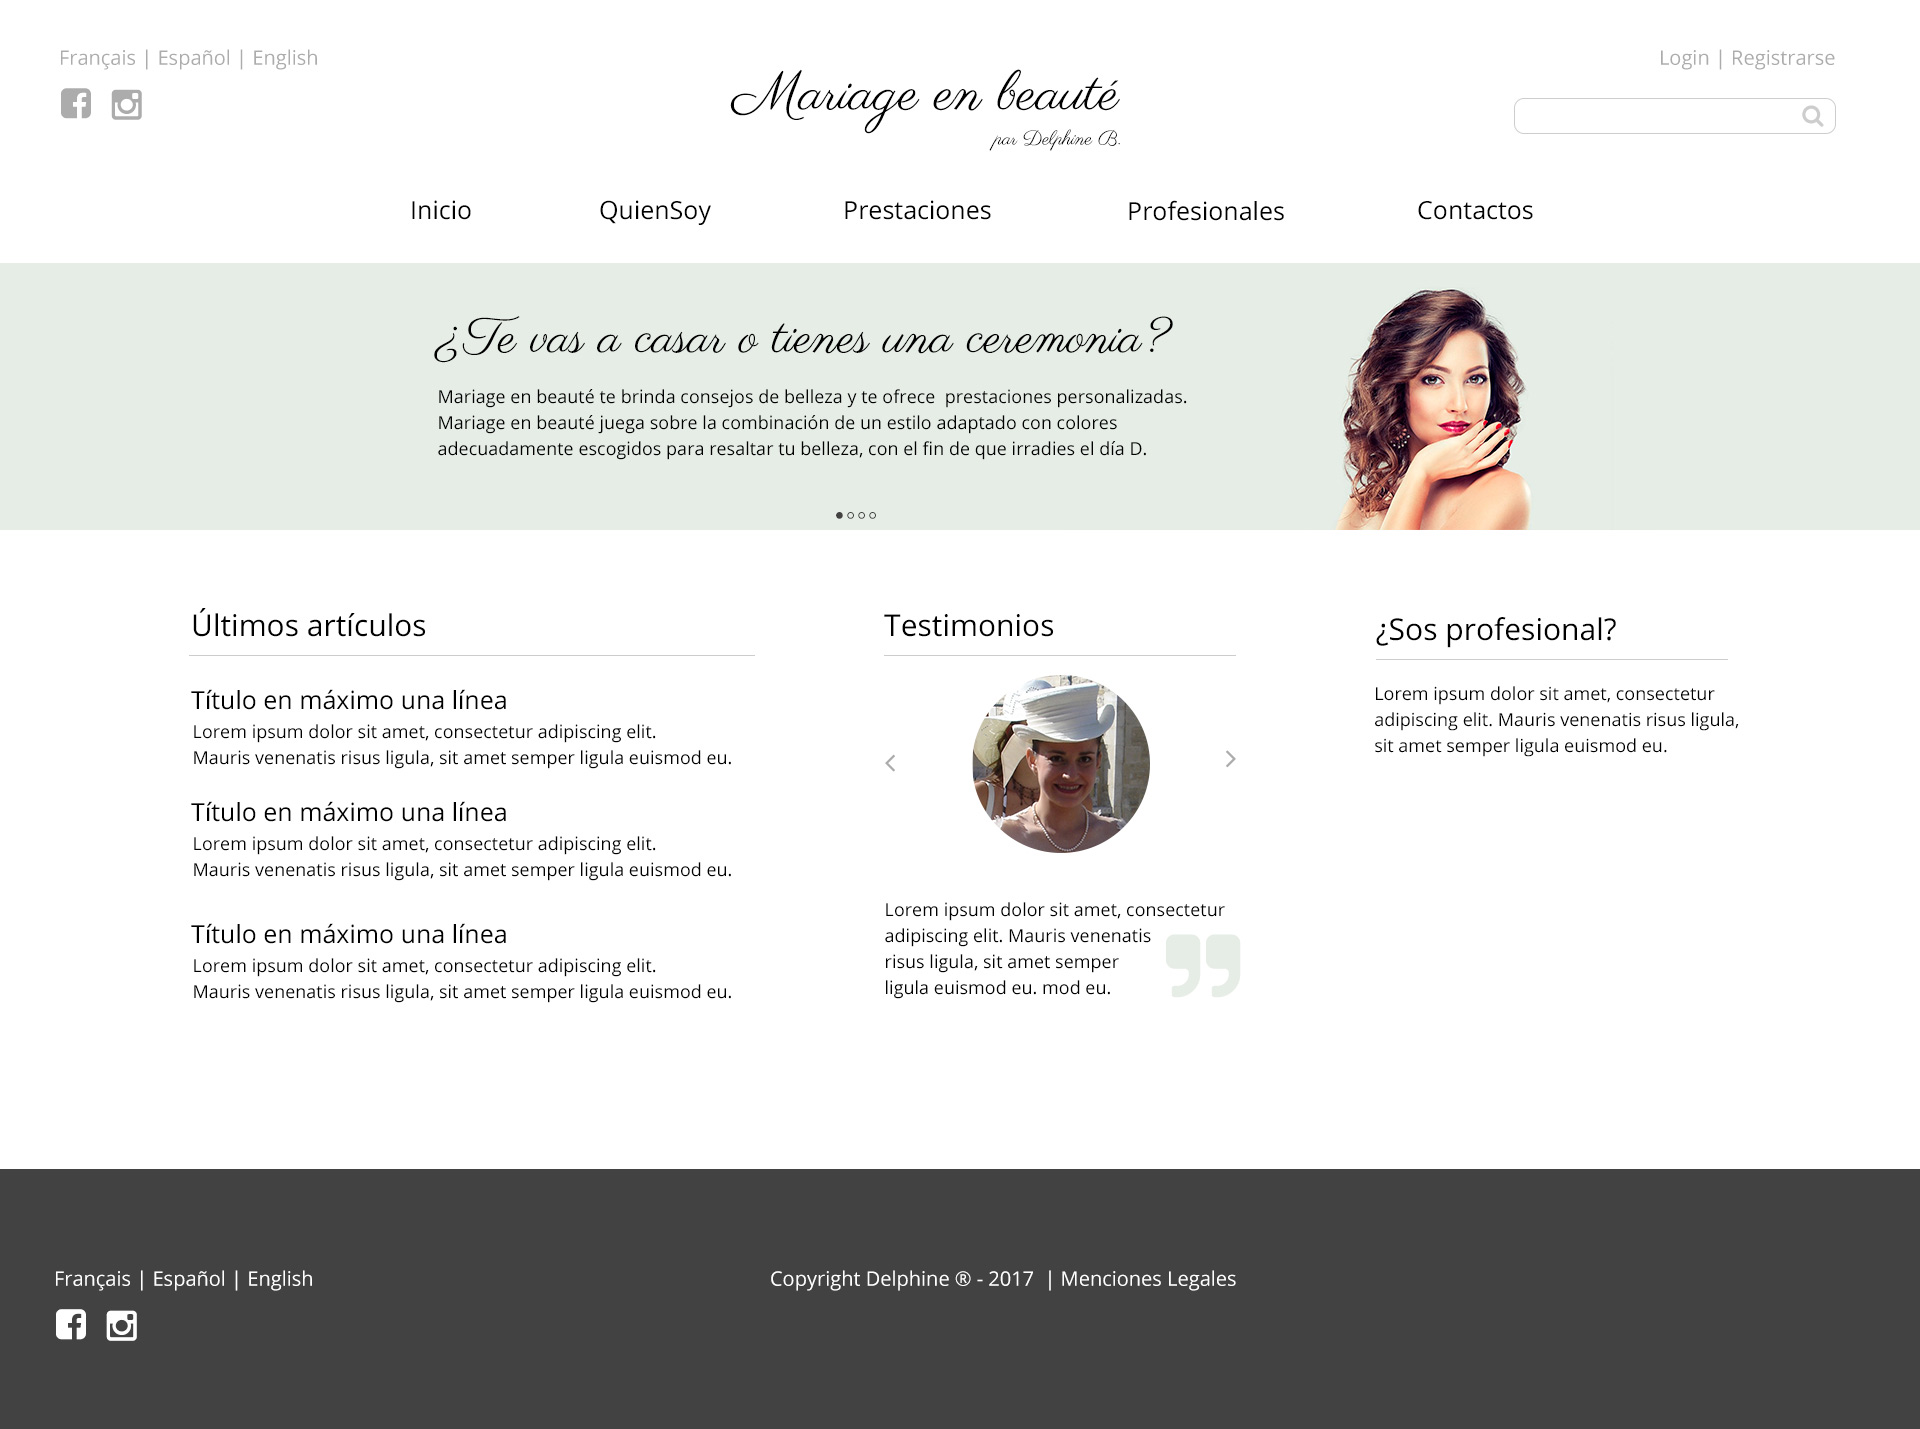 Français | Español | English
Login | Registrarse
Mariage en beauté
par Delphine B.
Inicio
QuienSoy
Prestaciones
Profesionales
Contactos
¿Te vas a casar o tienes una ceremonia?
Mariage en beauté te brinda consejos de belleza y te ofrece  prestaciones personalizadas.
Mariage en beauté juega sobre la combinación de un estilo adaptado con colores
adecuadamente escogidos para resaltar tu belleza, con el fin de que irradies el día D.
Últimos artículos
Título en máximo una línea
Lorem ipsum dolor sit amet, consectetur adipiscing elit.
Mauris venenatis risus ligula, sit amet semper ligula euismod eu.
Título en máximo una línea
Lorem ipsum dolor sit amet, consectetur adipiscing elit.
Mauris venenatis risus ligula, sit amet semper ligula euismod eu.
Título en máximo una línea
Lorem ipsum dolor sit amet, consectetur adipiscing elit.
Mauris venenatis risus ligula, sit amet semper ligula euismod eu.
Testimonios
Lorem ipsum dolor sit amet, consectetur
adipiscing elit. Mauris venenatis
risus ligula, sit amet semper
ligula euismod eu. mod eu.
¿Sos profesional?
Lorem ipsum dolor sit amet, consectetur
adipiscing elit. Mauris venenatis risus ligula,
sit amet semper ligula euismod eu.
Français | Español | English
Copyright Delphine ® - 2017  | Menciones Legales